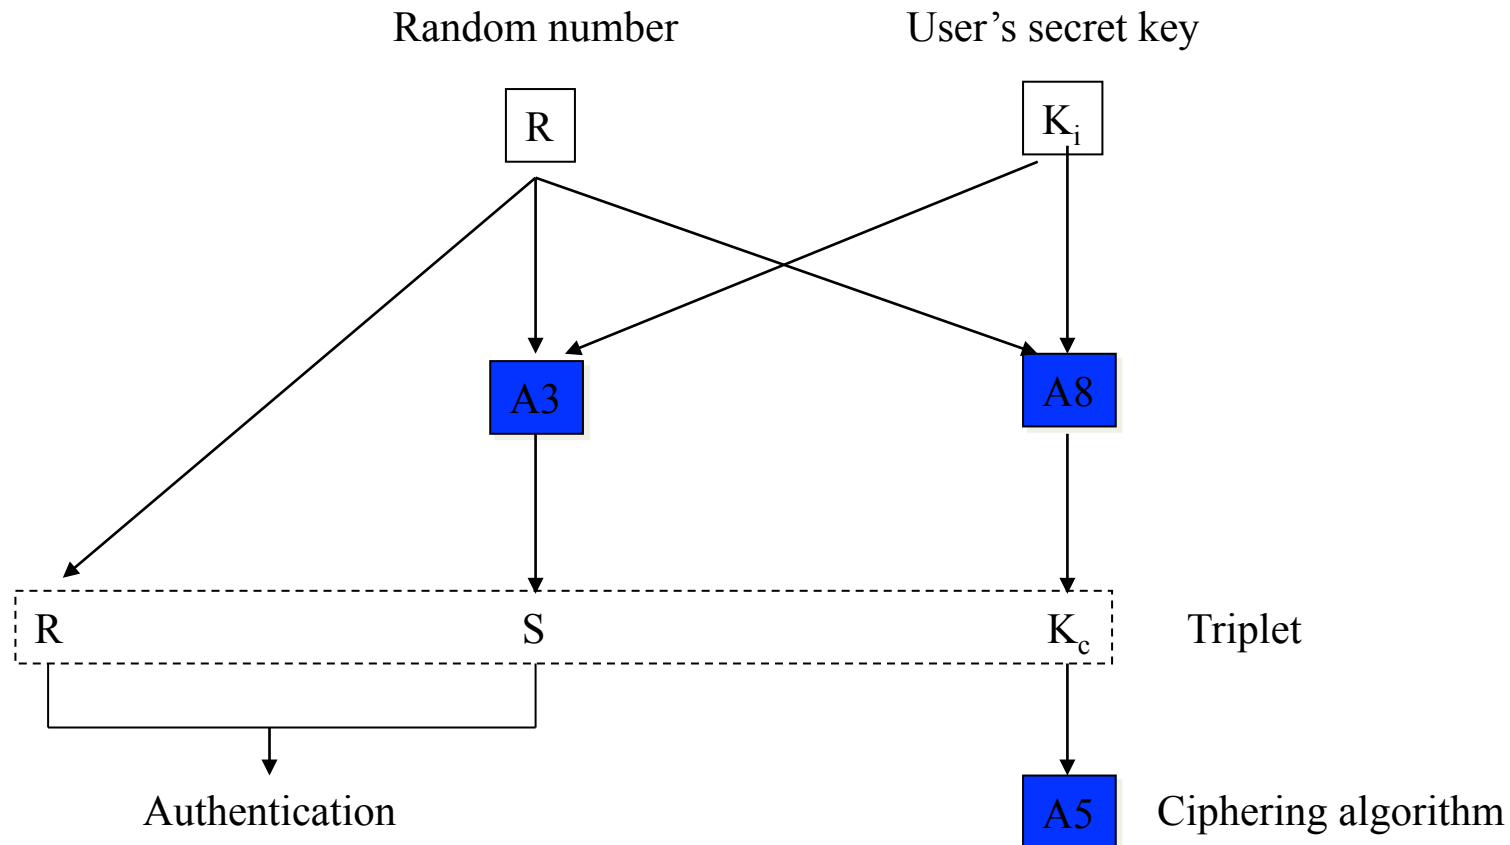 Random number
User’s secret key
R
Ki
A3
A8
R
S
Kc
Triplet
Authentication
A5
Ciphering algorithm